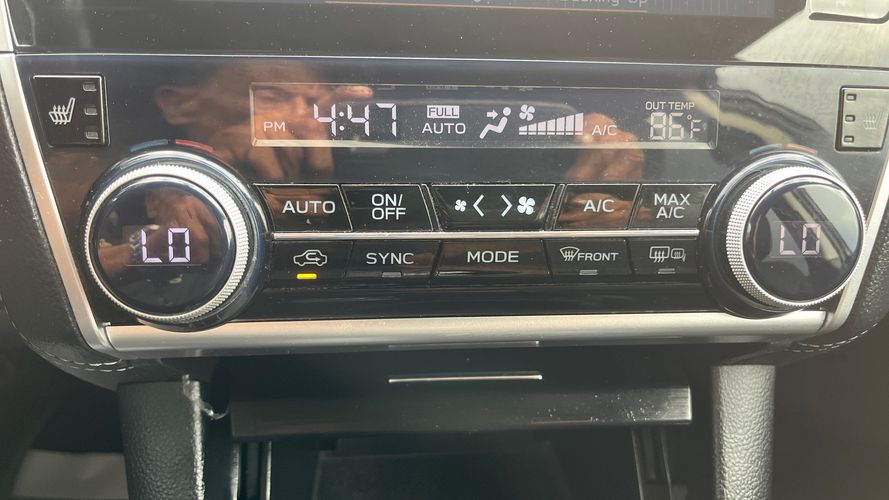 PM 4:47 FULL AUTO A/C OUT TEMP 86°F
AUTO ON/OFF A/C MAX A/C
LO LO
SYNC MODE FRONT